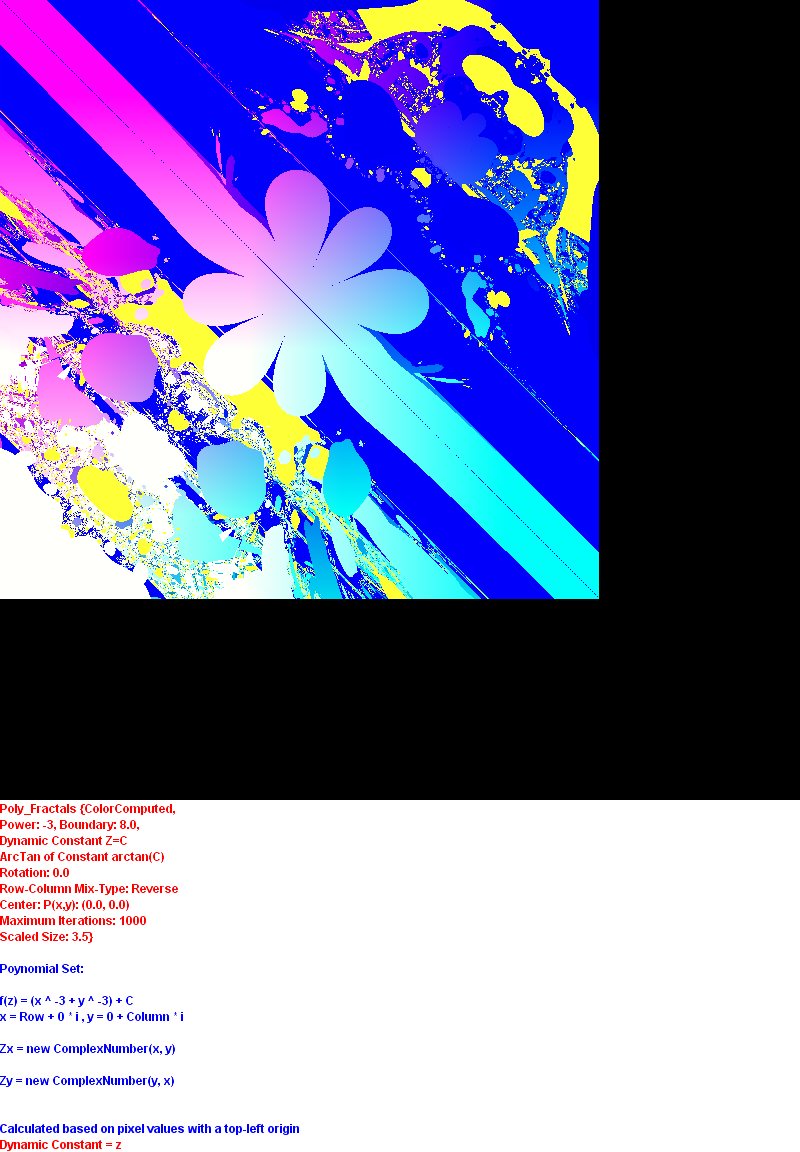 Poly_Fractals {ColorComputed,
Power: -3, Boundary: 8.0,
Dynamic Constant Z=C
ArcTan of Constant arctan(C)
Rotation: 0.0
Row-Column Mix-Type: Reverse
Center: P(x,y): (0.0, 0.0)
Maximum Iterations: 1000
Scaled Size: 3.5}
Poynomial Set:
f(z) = (x ^ -3 + y ^ -3) + C
x = Row + 0 * i , y = 0 + Column * i
Zx = new ComplexNumber(x, y)
Zy = new ComplexNumber(y, x)
Calculated based on pixel values with a top-left origin
Dynamic Constant = z